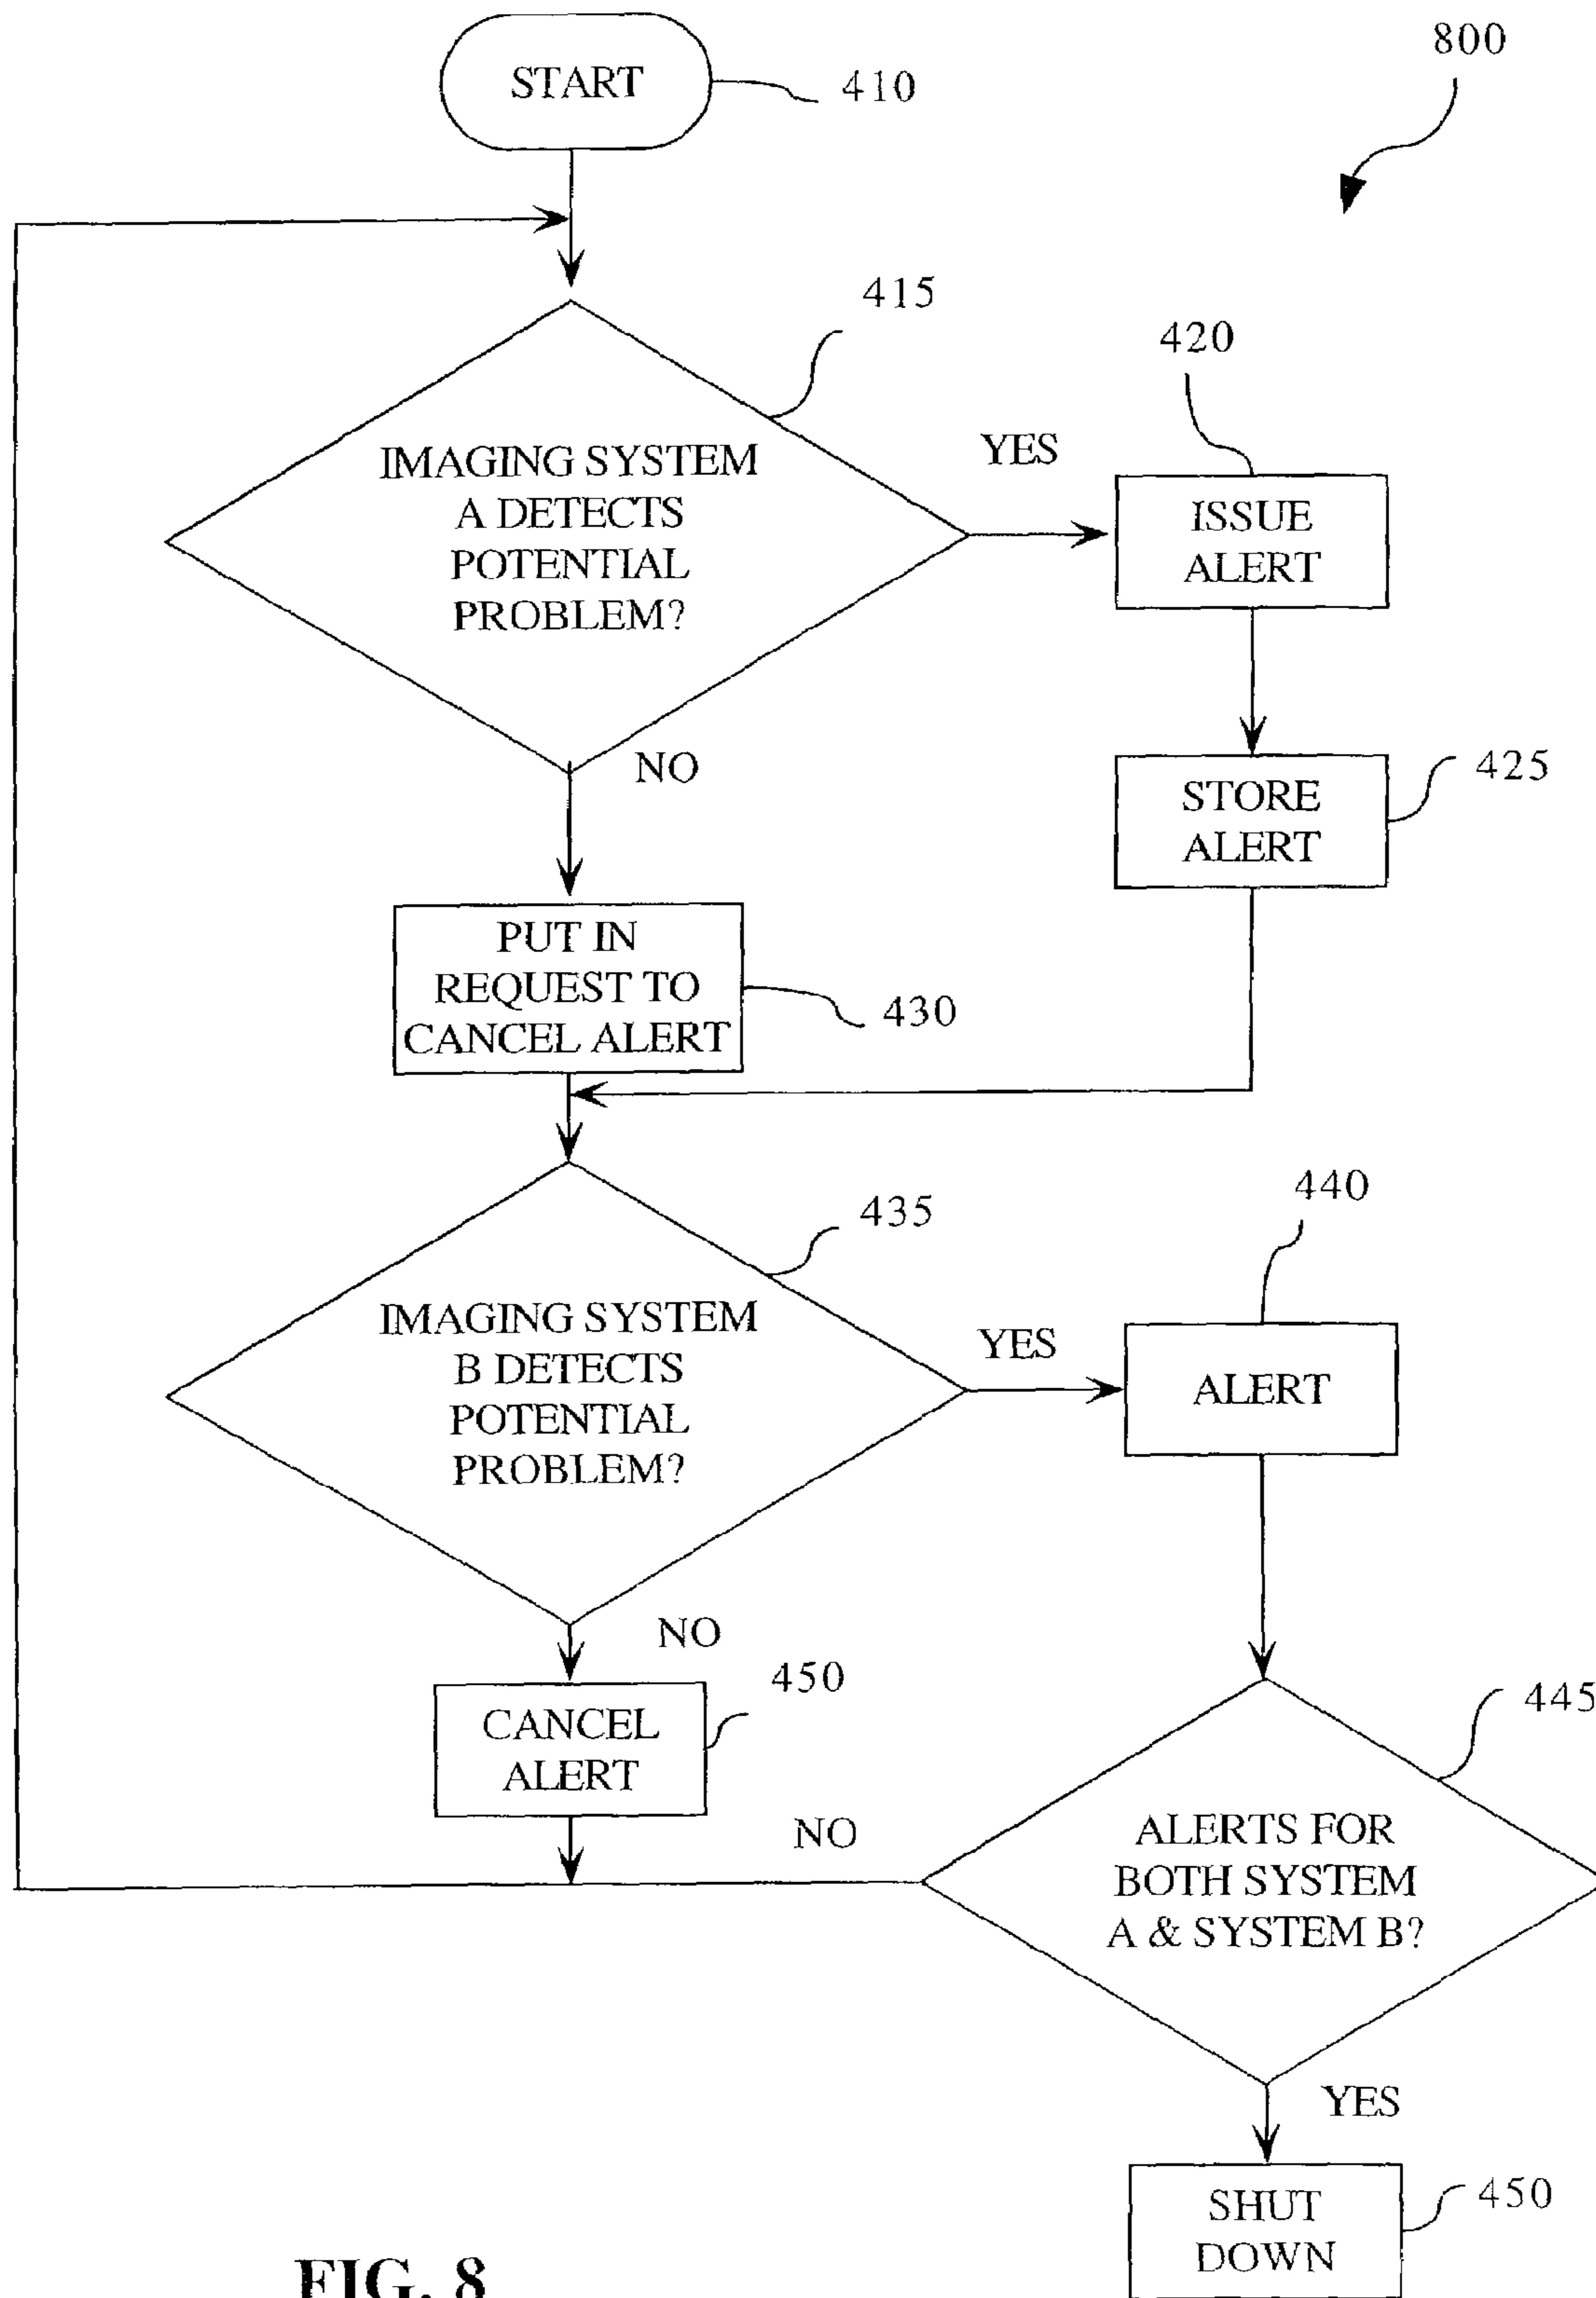 800
START
410
415
IMAGING SYSTEM
A DETECTS
POTENTIAL
PROBLEM?
YES
420
ISSUE
ALERT
STORE
ALERT
425
NO
PUT IN
REQUEST TO
CANCEL ALERT
430
435
IMAGING SYSTEM
B DETECTS
POTENTIAL
PROBLEM?
YES
440
ALERT
NO
450
CANCEL
ALERT
445
ALERTS FOR
BOTH SYSTEM
A & SYSTEM B?
NO
YES
SHUT
DOWN
450
FIG. 8